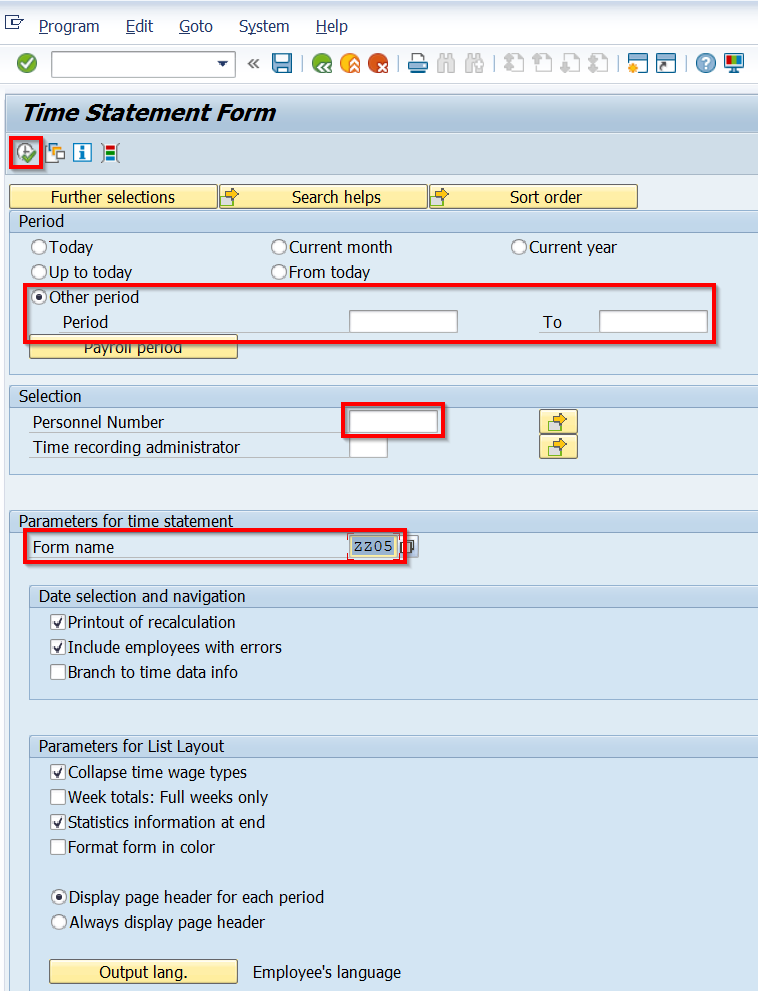 Program Edit Goto System Help
Time Statement Form
Further selections Search helps Sort order
Period
Today Current month Current year
Up to today From today
Other period
Period To
Payroll period
Selection
Personnel Number
Time recording administrator
Parameters for time statement
Form name ZZ05
Date selection and navigation
Printout of recalculation
Include employees with errors
Branch to time data info
Parameters for List Layout
Collapse time wage types
Week totals: Full weeks only
Statistics information at end
Format form in color
Display page header for each period
Always display page header
Output lang. Employee's language